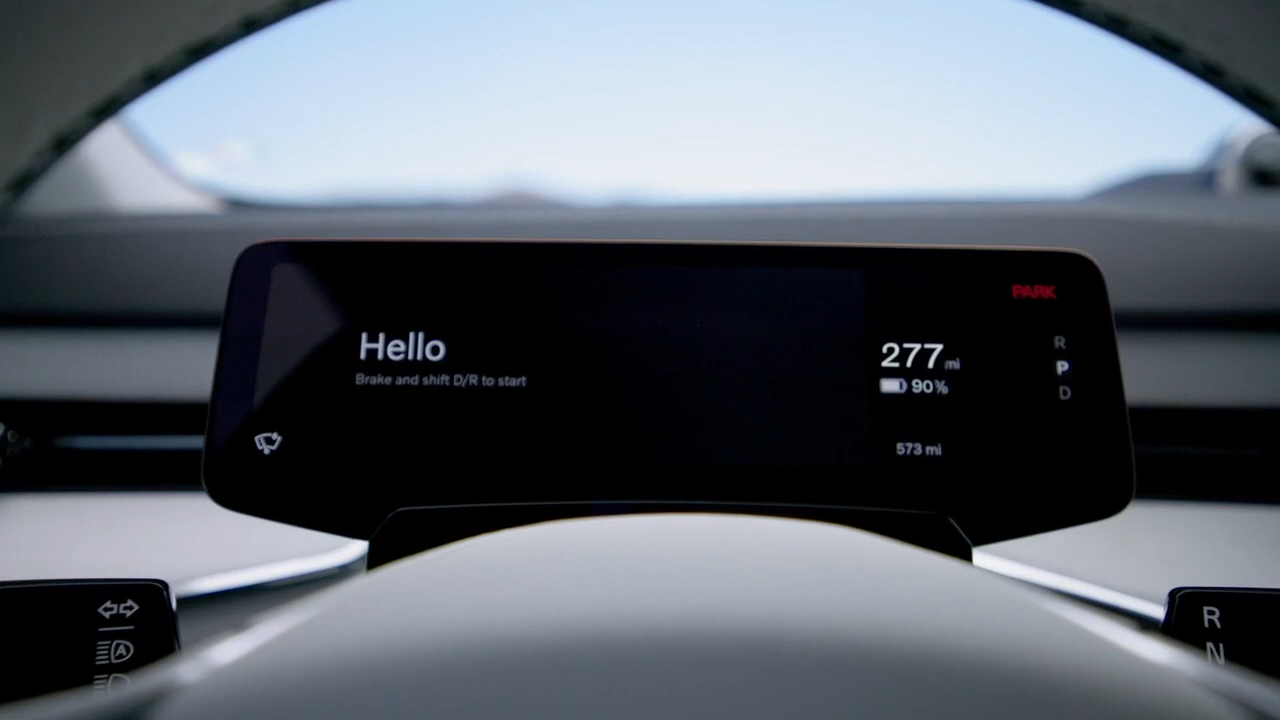 PARK
Hello
277 mi
R
Brake and shift D/R to start
90%
P
D
573 mi
A
R
N